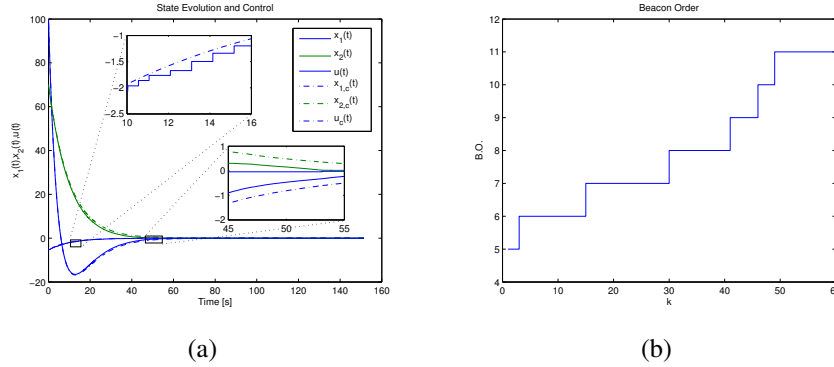 State Evolution and Control
x1(t),x2(t),u(t)
100
80
60
40
20
0
−20
0 20 40 60 80 100 120 140 160
Time [s]
−1
−1.5
−2
−2.5
10 12 14 16
1
0
−1
−2
45 50 55
x1(t)
x2(t)
u(t)
x1,c(t)
x2,c(t)
uc(t)
(a)
Beacon Order
B.O.
12
11
10
9
8
7
6
5
4
0 10 20 30 40 50 60
k
(b)